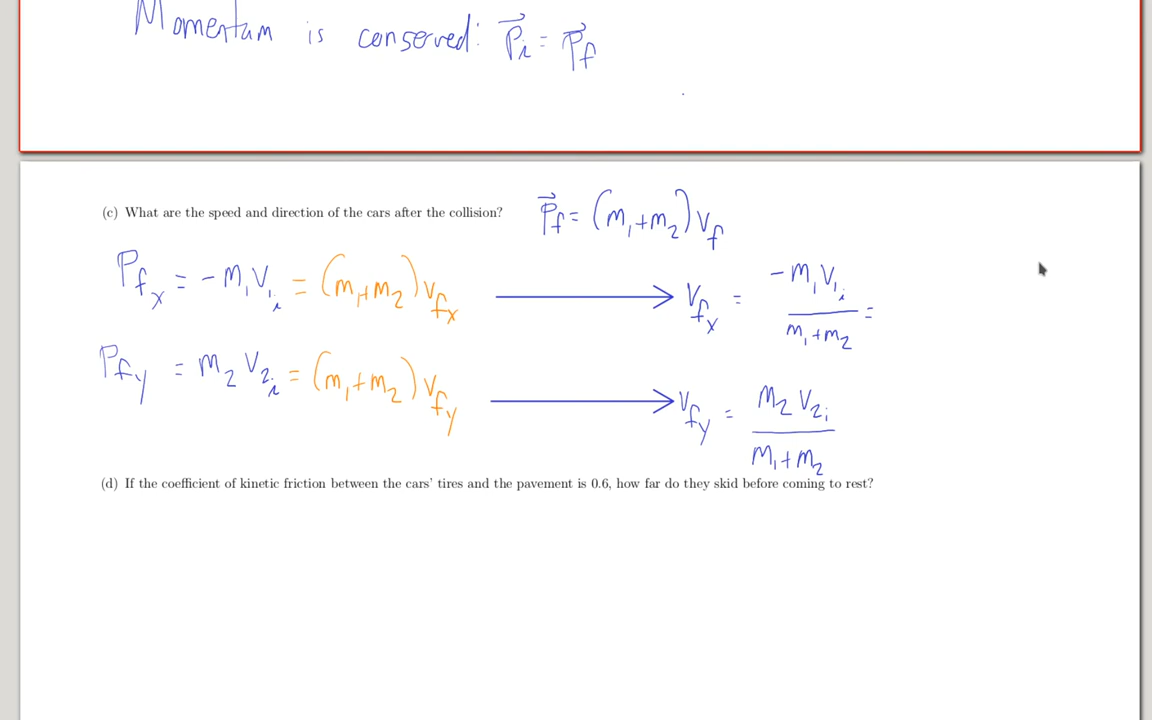 Momentum is conserved: P⃗i = P⃗f
(c) What are the speed and direction of the cars after the collision?
P⃗f = (m₁+m₂)vf
Pfx = -m₁v₁i = (m₁+m₂)vfx → vfx = -m₁v₁i / m₁+m₂ =
Pfy = m₂v₂i = (m₁+m₂)vfy → vfy = m₂v₂i / m₁+m₂
(d) If the coefficient of kinetic friction between the cars' tires and the pavement is 0.6, how far do they skid before coming to rest?